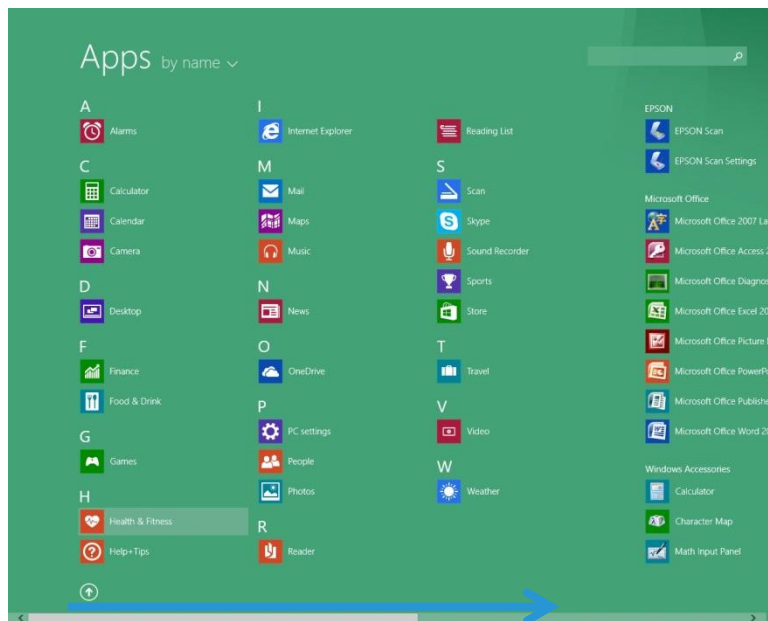 Apps by name
A
Alarms
C
Calculator
Calendar
Camera
D
Desktop
F
Finance
Food & Drink
G
Games
H
Health & Fitness
Help+Tips
I
Internet Explorer
M
Mail
Maps
Music
N
News
O
OneDrive
P
PC settings
People
Photos
R
Reader
Reading List
S
Scan
Skype
Sound Recorder
Sports
Store
T
Travel
V
Video
W
Weather
EPSON
EPSON Scan
EPSON Scan Settings
Microsoft Office
Microsoft Office 2007 La
Microsoft Office Access 2
Microsoft Office Diagnos
Microsoft Office Excel 20
Microsoft Office Picture
Microsoft Office PowerPo
Microsoft Office Publishe
Microsoft Office Word 20
Windows Accessories
Calculator
Character Map
Math Input Panel